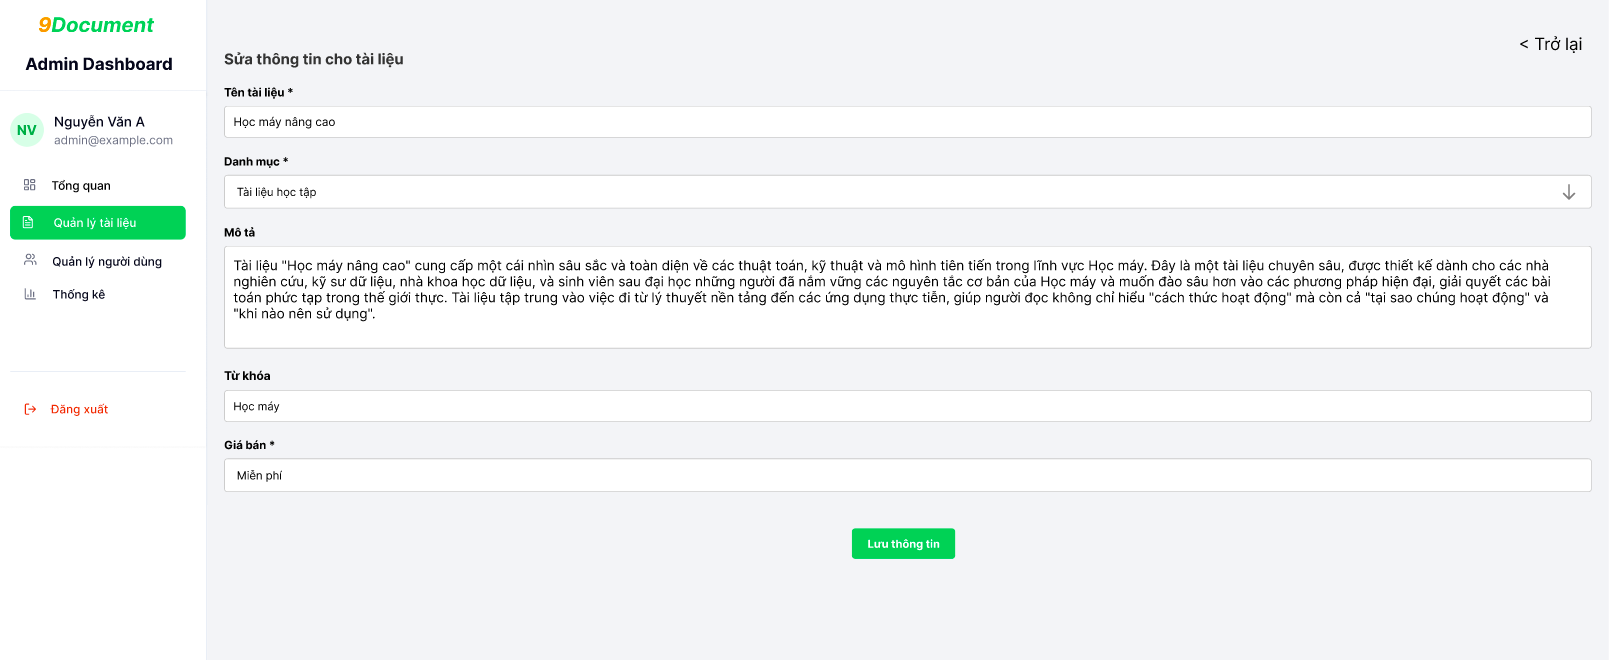 9Document
Admin Dashboard
NV
Nguyễn Văn A
admin@example.com
Tổng quan
Quản lý tài liệu
Quản lý người dùng
Thống kê
Đăng xuất
< Trở lại
Sửa thông tin cho tài liệu
Tên tài liệu *
Học máy nâng cao
Danh mục *
Tài liệu học tập
Mô tả
Tài liệu "Học máy nâng cao" cung cấp một cái nhìn sâu sắc và toàn diện về các thuật toán, kỹ thuật và mô hình tiên tiến trong lĩnh vực Học máy. Đây là một tài liệu chuyên sâu, được thiết kế dành cho các nhà
nghiên cứu, kỹ sư dữ liệu, nhà khoa học dữ liệu, và sinh viên sau đại học những người đã nắm vững các nguyên tắc cơ bản của Học máy và muốn đào sâu hơn vào các phương pháp hiện đại, giải quyết các bài
toán phức tạp trong thế giới thực. Tài liệu tập trung vào việc đi từ lý thuyết nền tảng đến các ứng dụng thực tiễn, giúp người đọc không chỉ hiểu "cách thức hoạt động" mà còn cả "tại sao chúng hoạt động" và
"khi nào nên sử dụng".
Từ khóa
Học máy
Giá bán *
Miễn phí
Lưu thông tin